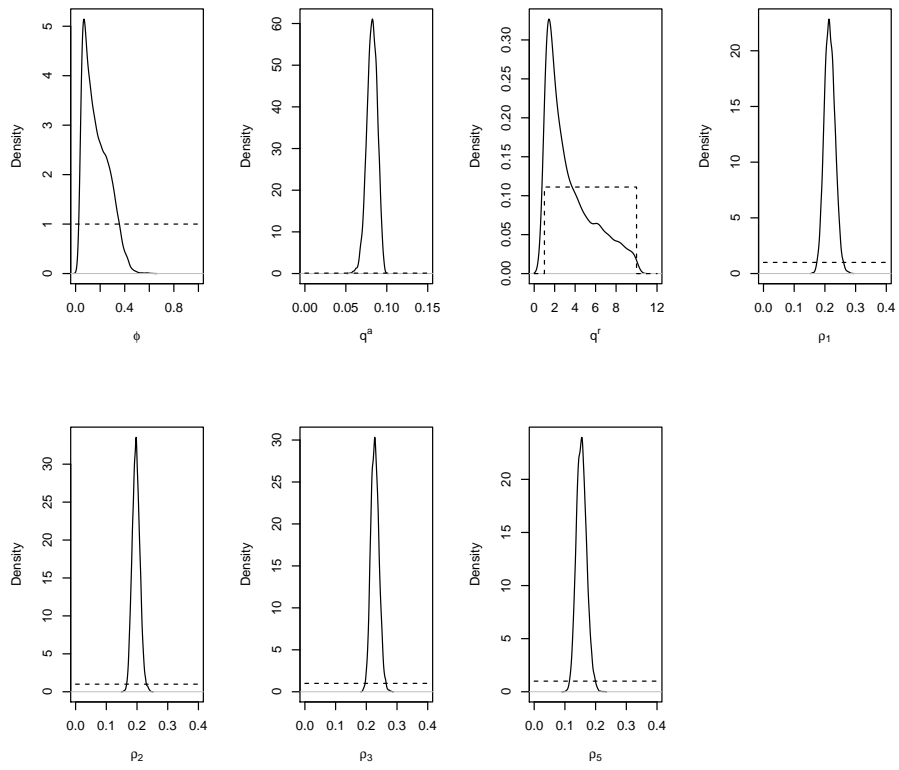 Density
0 1 2 3 4 5
0.0 0.4 0.8
ϕ
Density
0 10 20 30 40 50 60
0.00 0.05 0.10 0.15
qᵃ
Density
0.00 0.05 0.10 0.15 0.20 0.25 0.30
0 2 4 6 8 12
qʳ
Density
0 5 10 15 20
0.0 0.1 0.2 0.3 0.4
ρ₁
Density
0 5 10 15 20 25 30
0.0 0.1 0.2 0.3 0.4
ρ₂
Density
0 5 10 15 20 25 30
0.0 0.1 0.2 0.3 0.4
ρ₃
Density
0 5 10 15 20
0.0 0.1 0.2 0.3 0.4
ρ₅